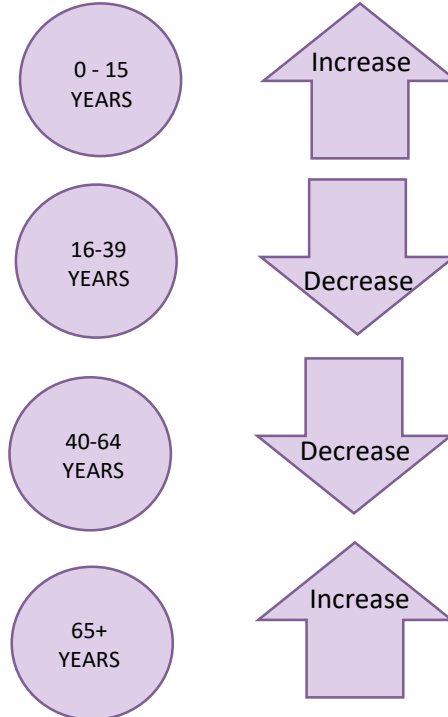 0 - 15
YEARS
Increase
16-39
YEARS
Decrease
40-64
YEARS
Decrease
65+
YEARS
Increase